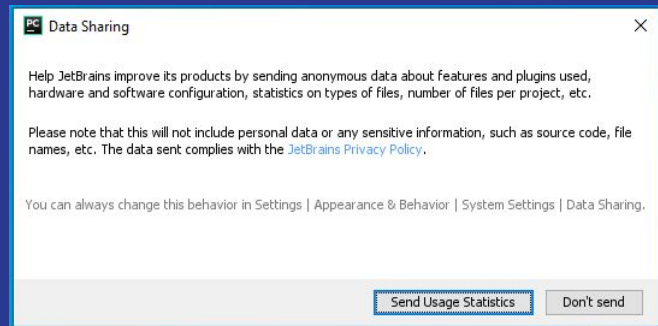 PC Data Sharing
Help JetBrains improve its products by sending anonymous data about features and plugins used,
hardware and software configuration, statistics on types of files, number of files per project, etc.
Please note that this will not include personal data or any sensitive information, such as source code, file
names, etc. The data sent complies with the JetBrains Privacy Policy.
You can always change this behavior in Settings | Appearance & Behavior | System Settings | Data Sharing.
Send Usage Statistics Don't send